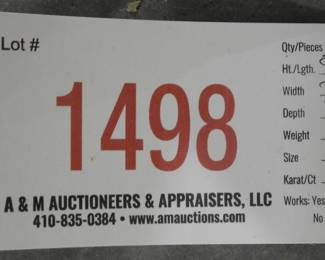 Lot #
1498
A & M AUCTIONEERS & APPRAISERS, LLC
410-835-0384 • www.amauctions.com
Qty/Pieces
Ht./Lgth.
Width
Depth
Weight
Size
Karat/Ct
Works: Yes
No